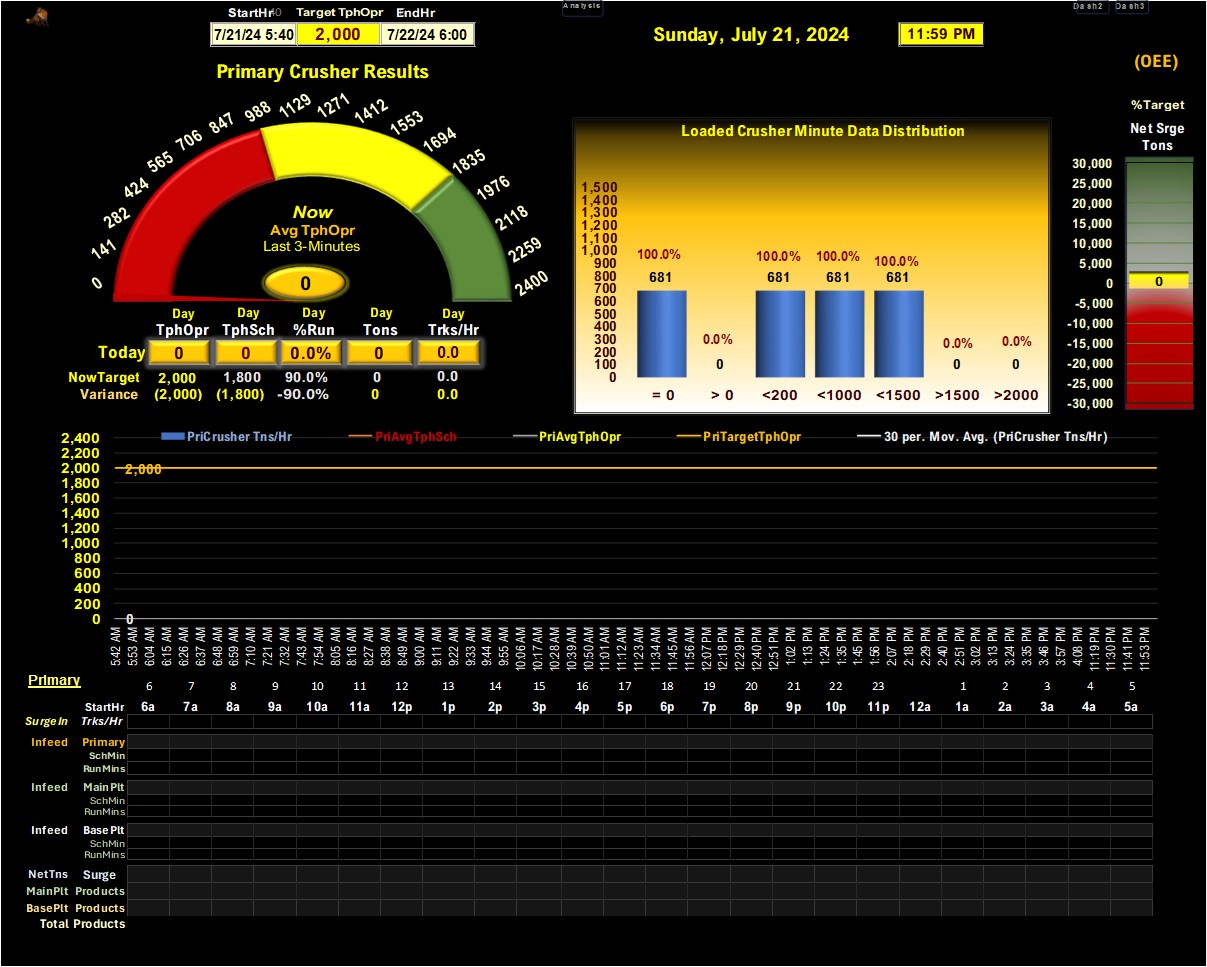 StartHr Target TphOpr EndHr
7/21/24 5:40 2,000 7/22/24 6:00
Analysis
Sunday, July 21, 2024
11:59 PM
Dash2 Dash3
(OEE)
Primary Crusher Results
0 141 282 424 565 706 847 988 1129 1271 1412 1553 1694 1835 1976 2118 2259 2400
Now
Avg TphOpr
Last 3-Minutes
0
Day Day Day Day Day
TphOpr TphSch %Run Tons Trks/Hr
Today 0 0 0.0% 0 0.0
NowTarget 2,000 1,800 90.0% 0 0.0
Variance (2,000) (1,800) -90.0% 0 0.0
Loaded Crusher Minute Data Distribution
1,500
1,400
1,300
1,200
1,100
1,000
900
800
700
600
500
400
300
200
100
0
100.0% 0.0% 100.0% 100.0% 100.0% 0.0% 0.0%
681 0 681 681 681 0 0
= 0 > 0 <200 <1000 <1500 >1500 >2000
%Target
Net Srge
Tons
30,000
25,000
20,000
15,000
10,000
5,000
0
-5,000
-10,000
-15,000
-20,000
-25,000
-30,000
0
PriCrusher Tns/Hr PriAvgTphSch PriAvgTphOpr PriTargetTphOpr 30 per. Mov. Avg. (PriCrusher Tns/Hr)
2,400
2,200
2,000
1,800
1,600
1,400
1,200
1,000
800
600
400
200
0
2,000
0
5:42 AM 5:53 AM 6:04 AM 6:15 AM 6:26 AM 6:37 AM 6:48 AM 6:59 AM 7:10 AM 7:21 AM 7:32 AM 7:43 AM 7:54 AM 8:05 AM 8:16 AM 8:27 AM 8:38 AM 8:49 AM 9:00 AM 9:11 AM 9:22 AM 9:33 AM 9:44 AM 9:55 AM 10:06 AM 10:17 AM 10:28 AM 10:39 AM 10:50 AM 11:01 AM 11:12 AM 11:23 AM 11:34 AM 11:45 AM 11:56 AM 12:07 PM 12:18 PM 12:29 PM 12:40 PM 12:51 PM 1:02 PM 1:13 PM 1:24 PM 1:35 PM 1:45 PM 1:56 PM 2:07 PM 2:18 PM 2:29 PM 2:40 PM 2:51 PM 3:02 PM 3:13 PM 3:24 PM 3:35 PM 3:46 PM 3:57 PM 4:08 PM 11:19 PM 11:30 PM 11:41 PM 11:53 PM
Primary
6 7 8 9 10 11 12 13 14 15 16 17 18 19 20 21 22 23 1 2 3 4 5
StartHr 6a 7a 8a 9a 10a 11a 12p 1p 2p 3p 4p 5p 6p 7p 8p 9p 10p 11p 12a 1a 2a 3a 4a 5a
SurgeIn Trks/Hr
Infeed Primary
SchMin
RunMins
Infeed MainPlt
SchMin
RunMins
Infeed BasePlt
SchMin
RunMins
NetTns Surge
MainPlt Products
BasePlt Products
Total Products